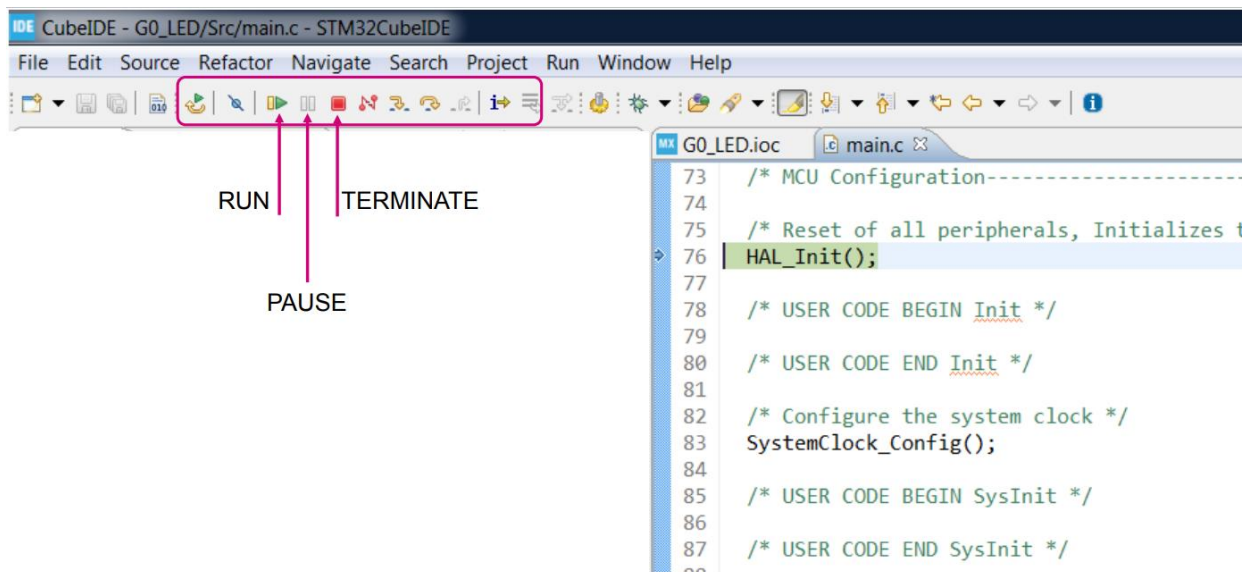 IDE CubeIDE - G0_LED/Src/main.c - STM32CubeIDE
File Edit Source Refactor Navigate Search Project Run Window Help
010
RUN
TERMINATE
PAUSE
MX G0_LED.ioc
.c main.c
73 /* MCU Configuration----------------------
74
75 /* Reset of all peripherals, Initializes
76 HAL_Init();
77
78 /* USER CODE BEGIN Init */
79
80 /* USER CODE END Init */
81
82 /* Configure the system clock */
83 SystemClock_Config();
84
85 /* USER CODE BEGIN SysInit */
86
87 /* USER CODE END SysInit */